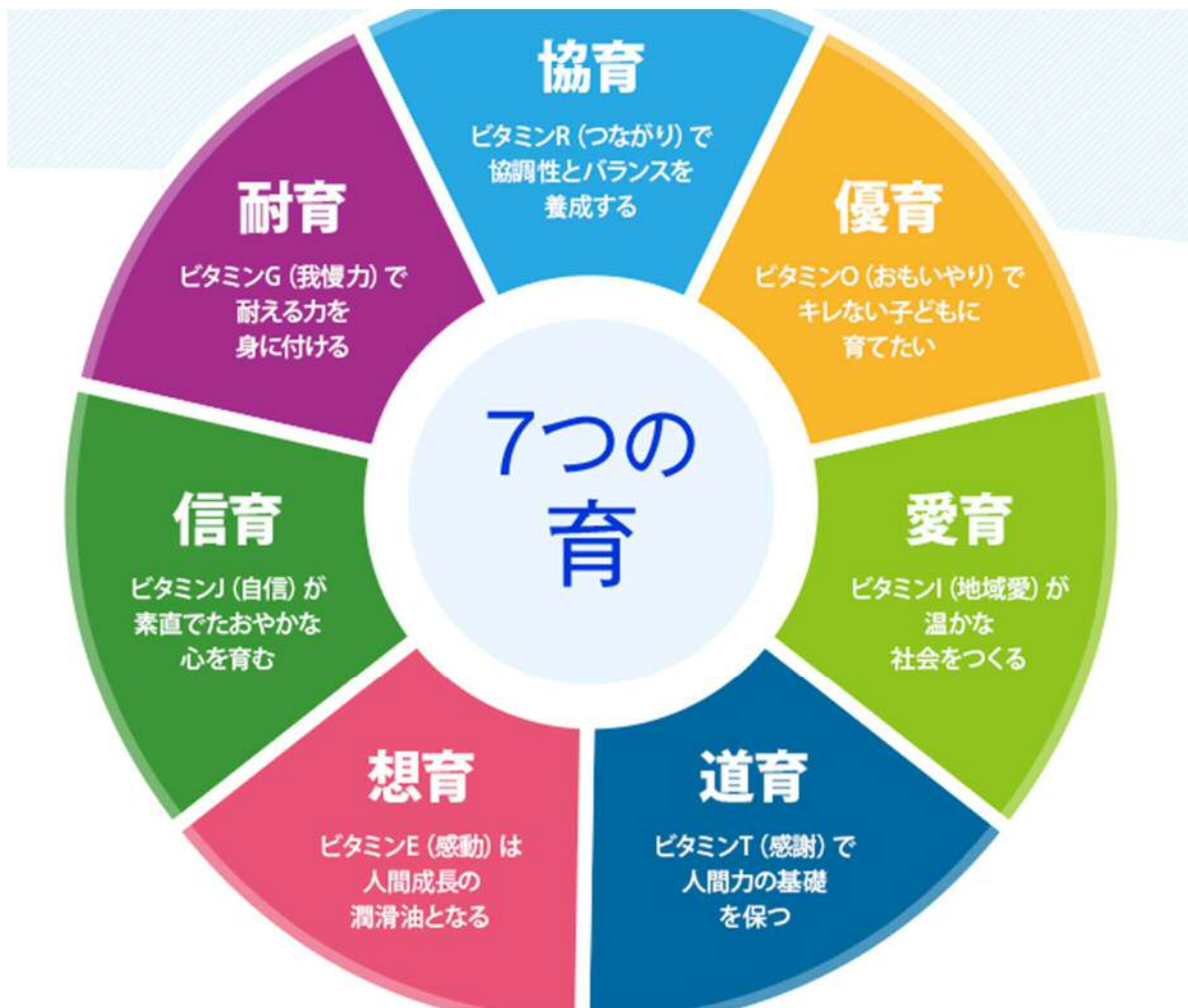 協育
ビタミンR（つながり）で
協調性とバランスを
養成する
優育
ビタミンO（おもいやり）で
キレない子どもに
育てたい
愛育
ビタミンI（地域愛）が
温かな
社会をつくる
道育
ビタミンT（感謝）で
人間力の基礎
を保つ
想育
ビタミンE（感動）は
人間成長の
潤滑油となる
信育
ビタミンJ（自信）が
素直でたおやかな
心を育む
耐育
ビタミンG（我慢力）で
耐える力を
身に付ける
7つの
育